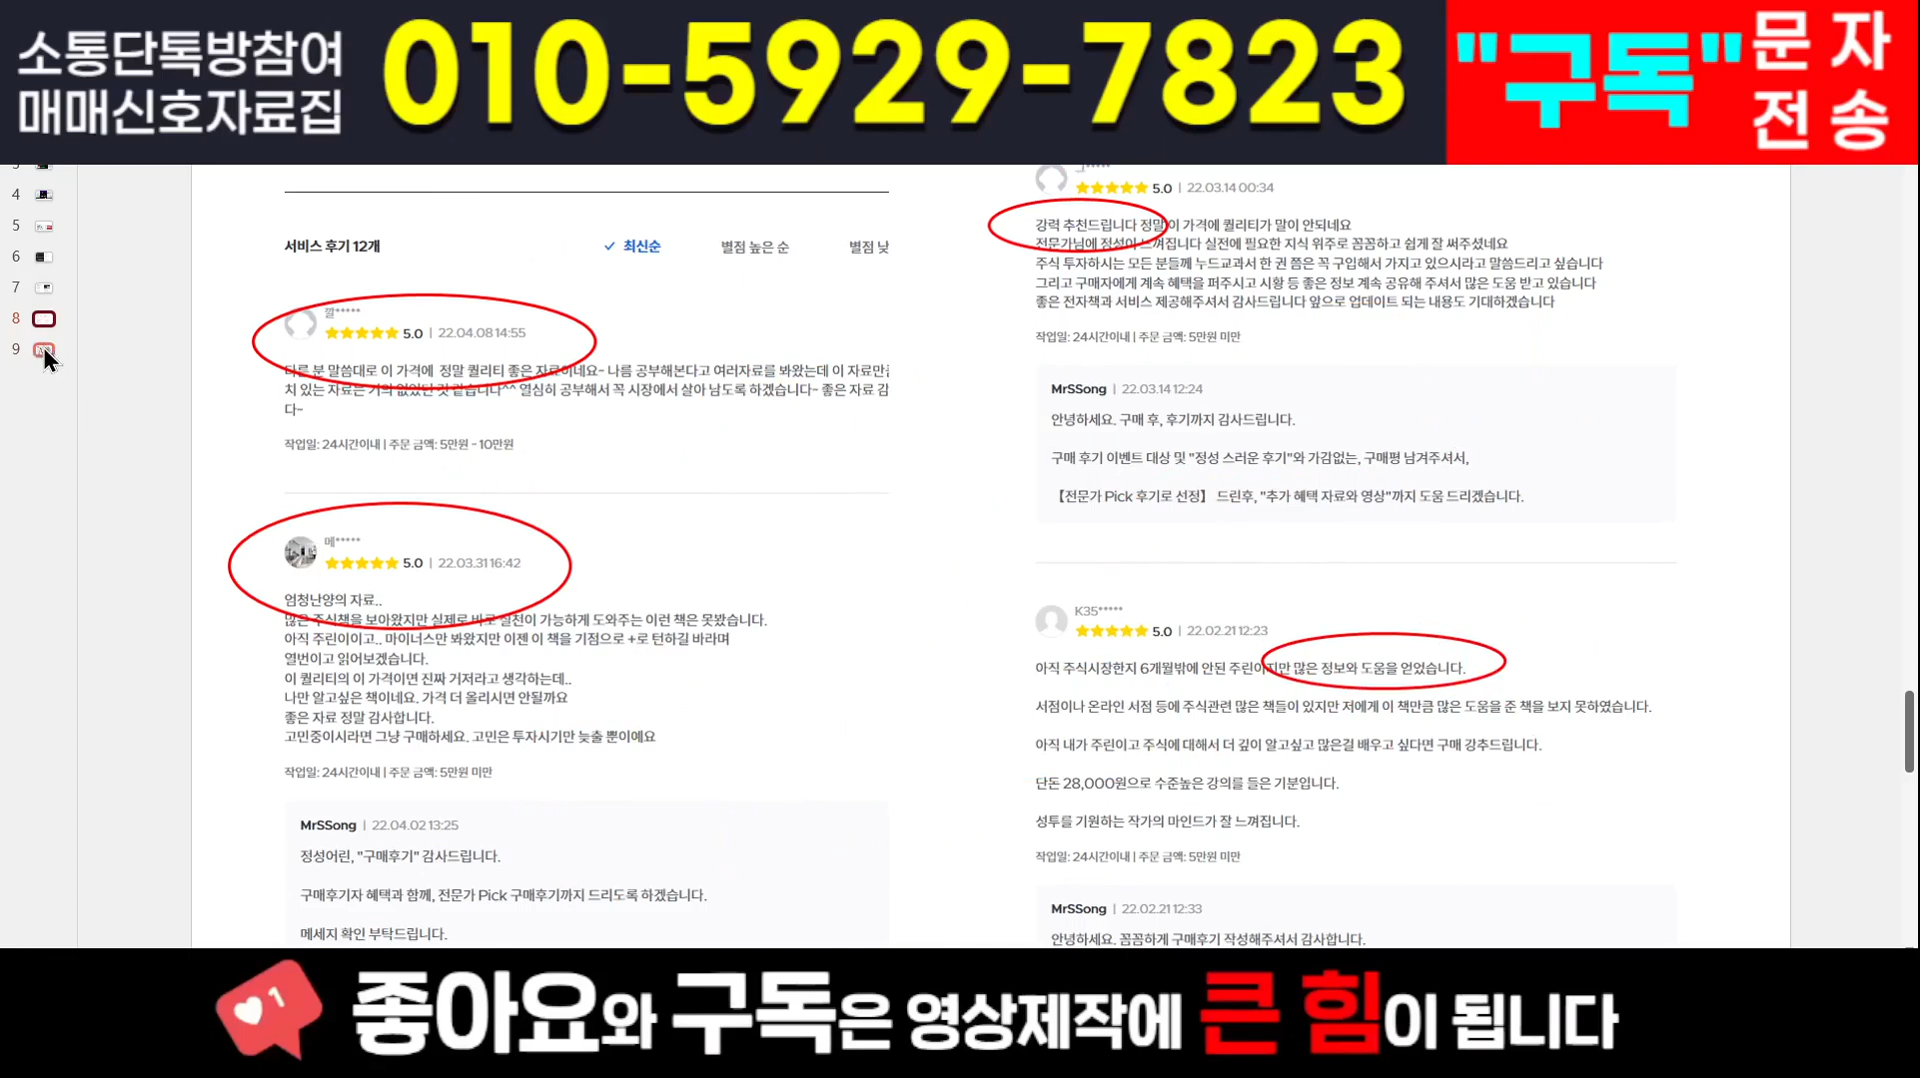 소통단톡방참여
매매신호자료집
010-5929-7823
"구독"
문자
전송
4
5
6
7
8
9
서비스 후기 12개
✓ 최신순
별점 높은 순
별점 낮
깔*****
5.0 | 22.04.08 14:55
다른 분 말씀대로 이 가격에 정말 퀄리티 좋은 자료이네요~ 나름 공부해본다고 여러자료를 봐왔는데 이 자료만큼
치 있는 자료는 거의 없었던 것 같습니다^^ 열심히 공부해서 꼭 시장에서 살아 남도록 하겠습니다~ 좋은 자료 감
다~
작업일: 24시간이내 | 주문 금액: 5만원 - 10만원
메*****
5.0 | 22.03.31 16:42
엄청난양의 자료..
많은 주식책을 보아왔지만 실제로 바로 실천이 가능하게 도와주는 이런 책은 못봤습니다.
아직 주린이이고.. 마이너스만 봐왔지만 이젠 이 책을 기점으로 +로 턴하길 바라며
열번이고 읽어보겠습니다.
이 퀄리티의 이 가격이면 진짜 거저라고 생각하는데..
나만 알고싶은 책이네요. 가격 더 올리시면 안될까요
좋은 자료 정말 감사합니다.
고민중이시라면 그냥 구매하세요. 고민은 투자시기만 늦출 뿐이에요
작업일: 24시간이내 | 주문 금액: 5만원 미만
MrSSong | 22.04.02 13:25
정성어린, "구매후기" 감사드립니다.
구매후기자 혜택과 함께, 전문가 Pick 구매후기까지 드리도록 하겠습니다.
메세지 확인 부탁드립니다.
5.0 | 22.03.14 00:34
강력 추천드립니다 정말 이 가격에 퀄리티가 말이 안되네요
전문가님에 정성이 느껴집니다 실전에 필요한 지식 위주로 꼼꼼하고 쉽게 잘 써주셨네요
주식 투자하시는 모든 분들께 누드교과서 한 권 쯤은 꼭 구입해서 가지고 있으시라고 말씀드리고 싶습니다
그리고 구매자에게 계속 혜택을 퍼주시고 시황 등 좋은 정보 계속 공유해 주셔서 많은 도움 받고 있습니다
좋은 전자책과 서비스 제공해주셔서 감사드립니다 앞으로 업데이트 되는 내용도 기대하겠습니다
작업일: 24시간이내 | 주문 금액: 5만원 미만
MrSSong | 22.03.14 12:24
안녕하세요. 구매 후, 후기까지 감사드립니다.
구매 후기 이벤트 대상 및 "정성 스러운 후기"와 가감없는, 구매평 남겨주셔서,
【전문가 Pick 후기로 선정】 드린후, "추가 혜택 자료와 영상"까지 도움 드리겠습니다.
K35*****
5.0 | 22.02.21 12:23
아직 주식시장한지 6개월밖에 안된 주린이지만 많은 정보와 도움을 얻었습니다.
서점이나 온라인 서점 등에 주식관련 많은 책들이 있지만 저에게 이 책만큼 많은 도움을 준 책을 보지 못하였습니다.
아직 내가 주린이고 주식에 대해서 더 깊이 알고싶고 많은걸 배우고 싶다면 구매 강추드립니다.
단돈 28,000원으로 수준높은 강의를 들은 기분입니다.
성투를 기원하는 작가의 마인드가 잘 느껴집니다.
작업일: 24시간이내 | 주문 금액: 5만원 미만
MrSSong | 22.02.21 12:33
안녕하세요. 꼼꼼하게 구매후기 작성해주셔서 감사합니다.
1
좋아요와 구독은 영상제작에 큰 힘이 됩니다